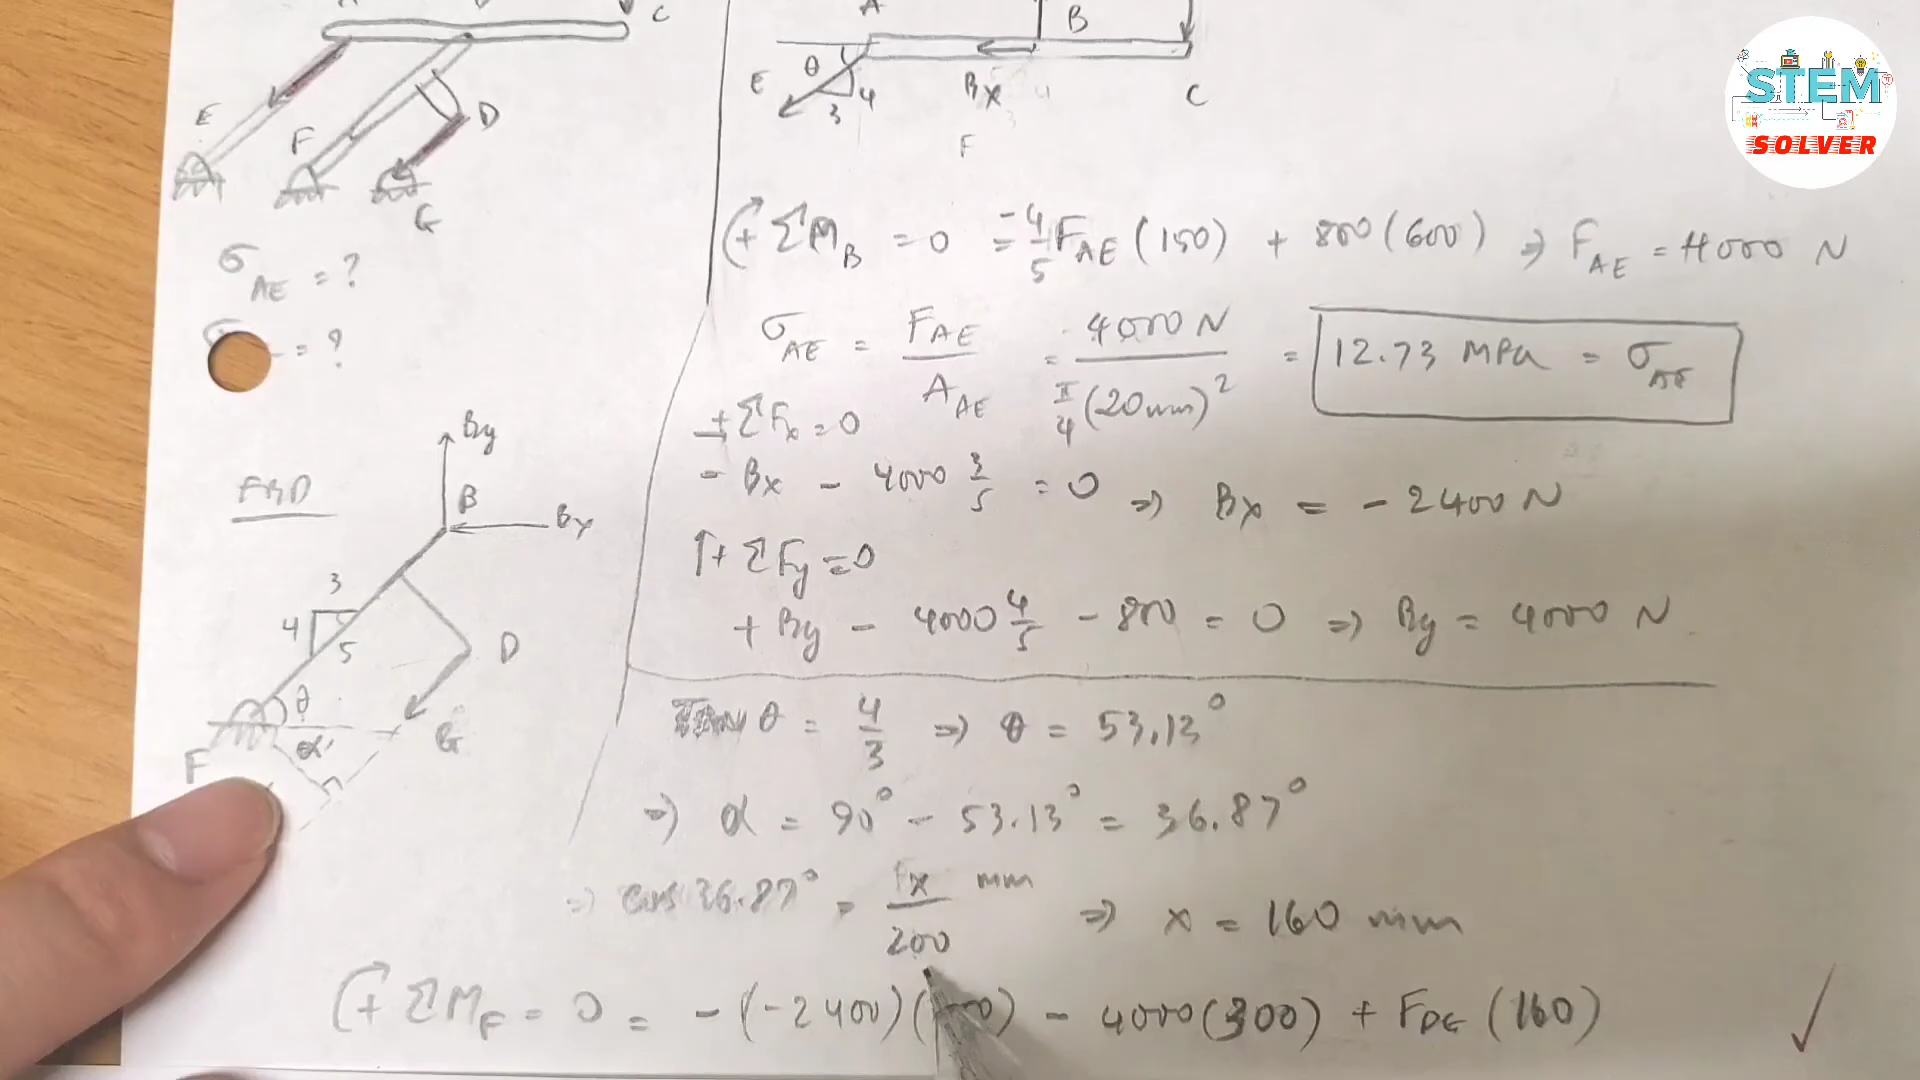 C
E
F
D
G
σAE = ?
= ?
FBD
By
B
Bx
3
4
5
D
θ
α
G
F
A
B
θ
E
3
4
Bx
C
F
(+ ΣMB = 0 = -4/5 FAE (150) + 800(600) ⇒ FAE = 4000 N
σAE = FAE/AAE = 4000 N / π/4 (20mm)² = 12.73 MPa = σAE
+ ΣFx = 0
- Bx - 4000 3/5 = 0 ⇒ Bx = -2400 N
↑+ ΣFy = 0
+ By - 4000 4/5 - 800 = 0 ⇒ By = 4000 N
Tan θ = 4/3 ⇒ θ = 53.13°
⇒ α = 90° - 53.13° = 36.87°
⇒ cos 36.87° = x mm / 200 ⇒ x = 160 mm
(+ ΣMF = 0 = -(-2400)( ) - 4000(300) + FDG (160)
STEM
SOLVER